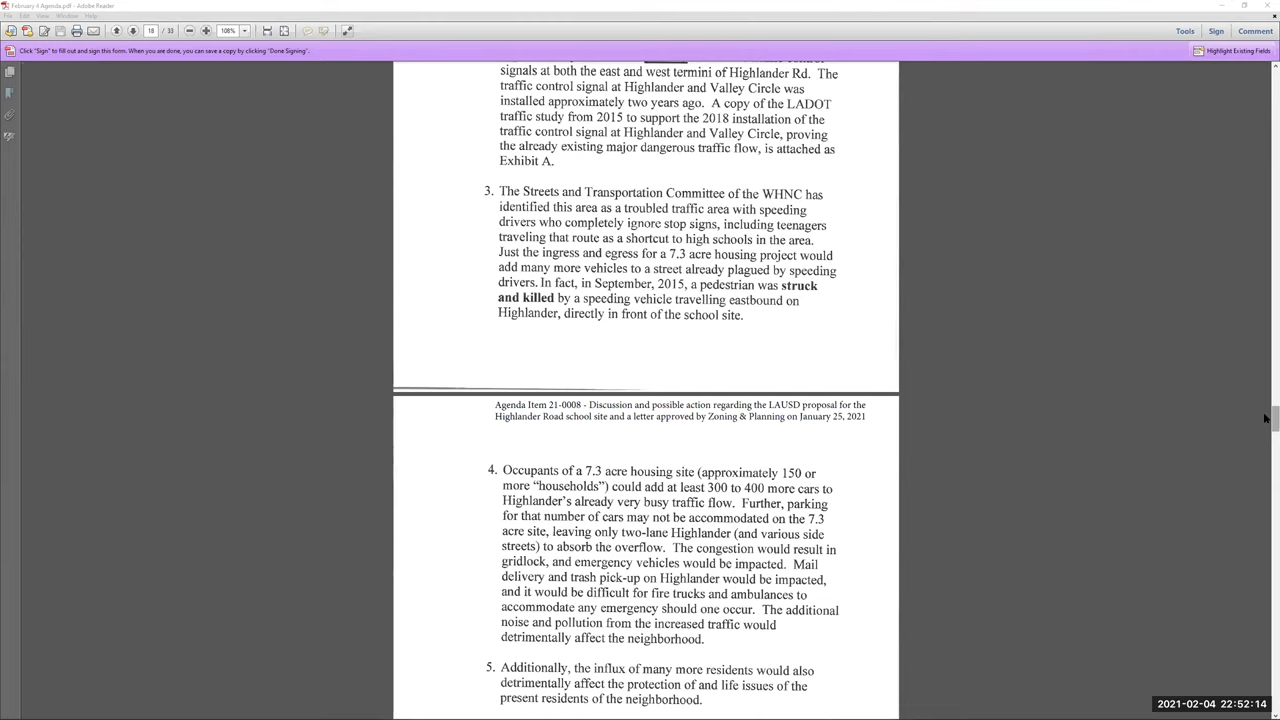 February 4 Agenda.pdf - Adobe Reader
File Edit View Window Help
18 / 33 108% Tools Sign Comment
Click "Sign" to fill out and sign this form. When you are done, you can save a copy by clicking "Done Signing". Highlight Existing Fields
signals at both the east and west termini of Highlander Rd. The
traffic control signal at Highlander and Valley Circle was
installed approximately two years ago. A copy of the LADOT
traffic study from 2015 to support the 2018 installation of the
traffic control signal at Highlander and Valley Circle, proving
the already existing major dangerous traffic flow, is attached as
Exhibit A.
3. The Streets and Transportation Committee of the WHNC has
identified this area as a troubled traffic area with speeding
drivers who completely ignore stop signs, including teenagers
traveling that route as a shortcut to high schools in the area.
Just the ingress and egress for a 7.3 acre housing project would
add many more vehicles to a street already plagued by speeding
drivers. In fact, in September, 2015, a pedestrian was struck
and killed by a speeding vehicle travelling eastbound on
Highlander, directly in front of the school site.
Agenda Item 21-0008 - Discussion and possible action regarding the LAUSD proposal for the
Highlander Road school site and a letter approved by Zoning & Planning on January 25, 2021
4. Occupants of a 7.3 acre housing site (approximately 150 or
more “households”) could add at least 300 to 400 more cars to
Highlander’s already very busy traffic flow. Further, parking
for that number of cars may not be accommodated on the 7.3
acre site, leaving only two-lane Highlander (and various side
streets) to absorb the overflow. The congestion would result in
gridlock, and emergency vehicles would be impacted. Mail
delivery and trash pick-up on Highlander would be impacted,
and it would be difficult for fire trucks and ambulances to
accommodate any emergency should one occur. The additional
noise and pollution from the increased traffic would
detrimentally affect the neighborhood.
5. Additionally, the influx of many more residents would also
detrimentally affect the protection of and life issues of the
present residents of the neighborhood.
2021-02-04 22:52:14